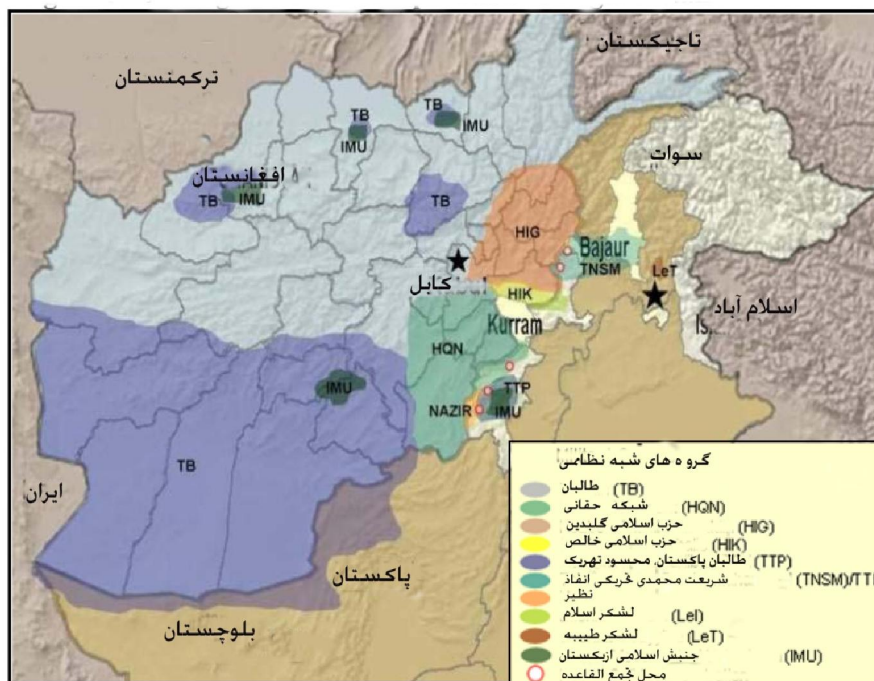 تاجیکستان
ترکمنستان
سوات
افغانستان
TB
IMU
TB
IMU
TB
IMU
TB
HIG
Bajaur
TNSM
LeT
کابل
HIK
اسلام آباد
Is.
Kurram
HQN
IMU
TTP
NAZIR
IMU
TB
ایران
پاکستان
بلوچستان
گروه های شبه نظامی
طالبان (TB)
شبکه حقانی (HQN)
حزب اسلامی گلبدین (HIG)
حزب اسلامی خالص (HIK)
طالبان پاکستان محسود تهریک (TTP)
شریعت محمدی تحریکی انفاذ (TNSM)/TTI
نظیر
لشکر اسلام (LeI)
لشکر طیبه (LeT)
جنبش اسلامی ازبکستان (IMU)
محل تجمع القاعده